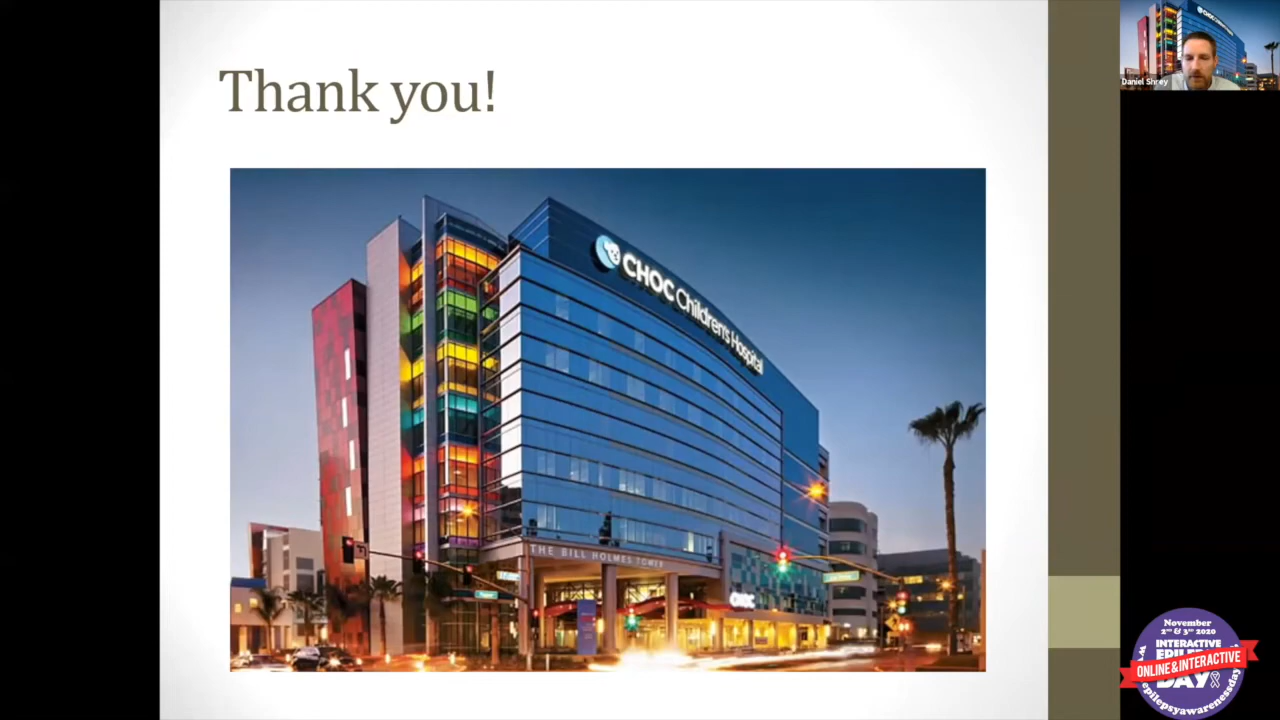 Thank you!
CHOC Children's Hospital
THE BILL HOLMES TOWER
CHOC
Daniel Shrey
November
2nd & 3rd 2020
INTERACTIVE
ONLINE & INTERACTIVE
DAY
epilepsyawarenessday